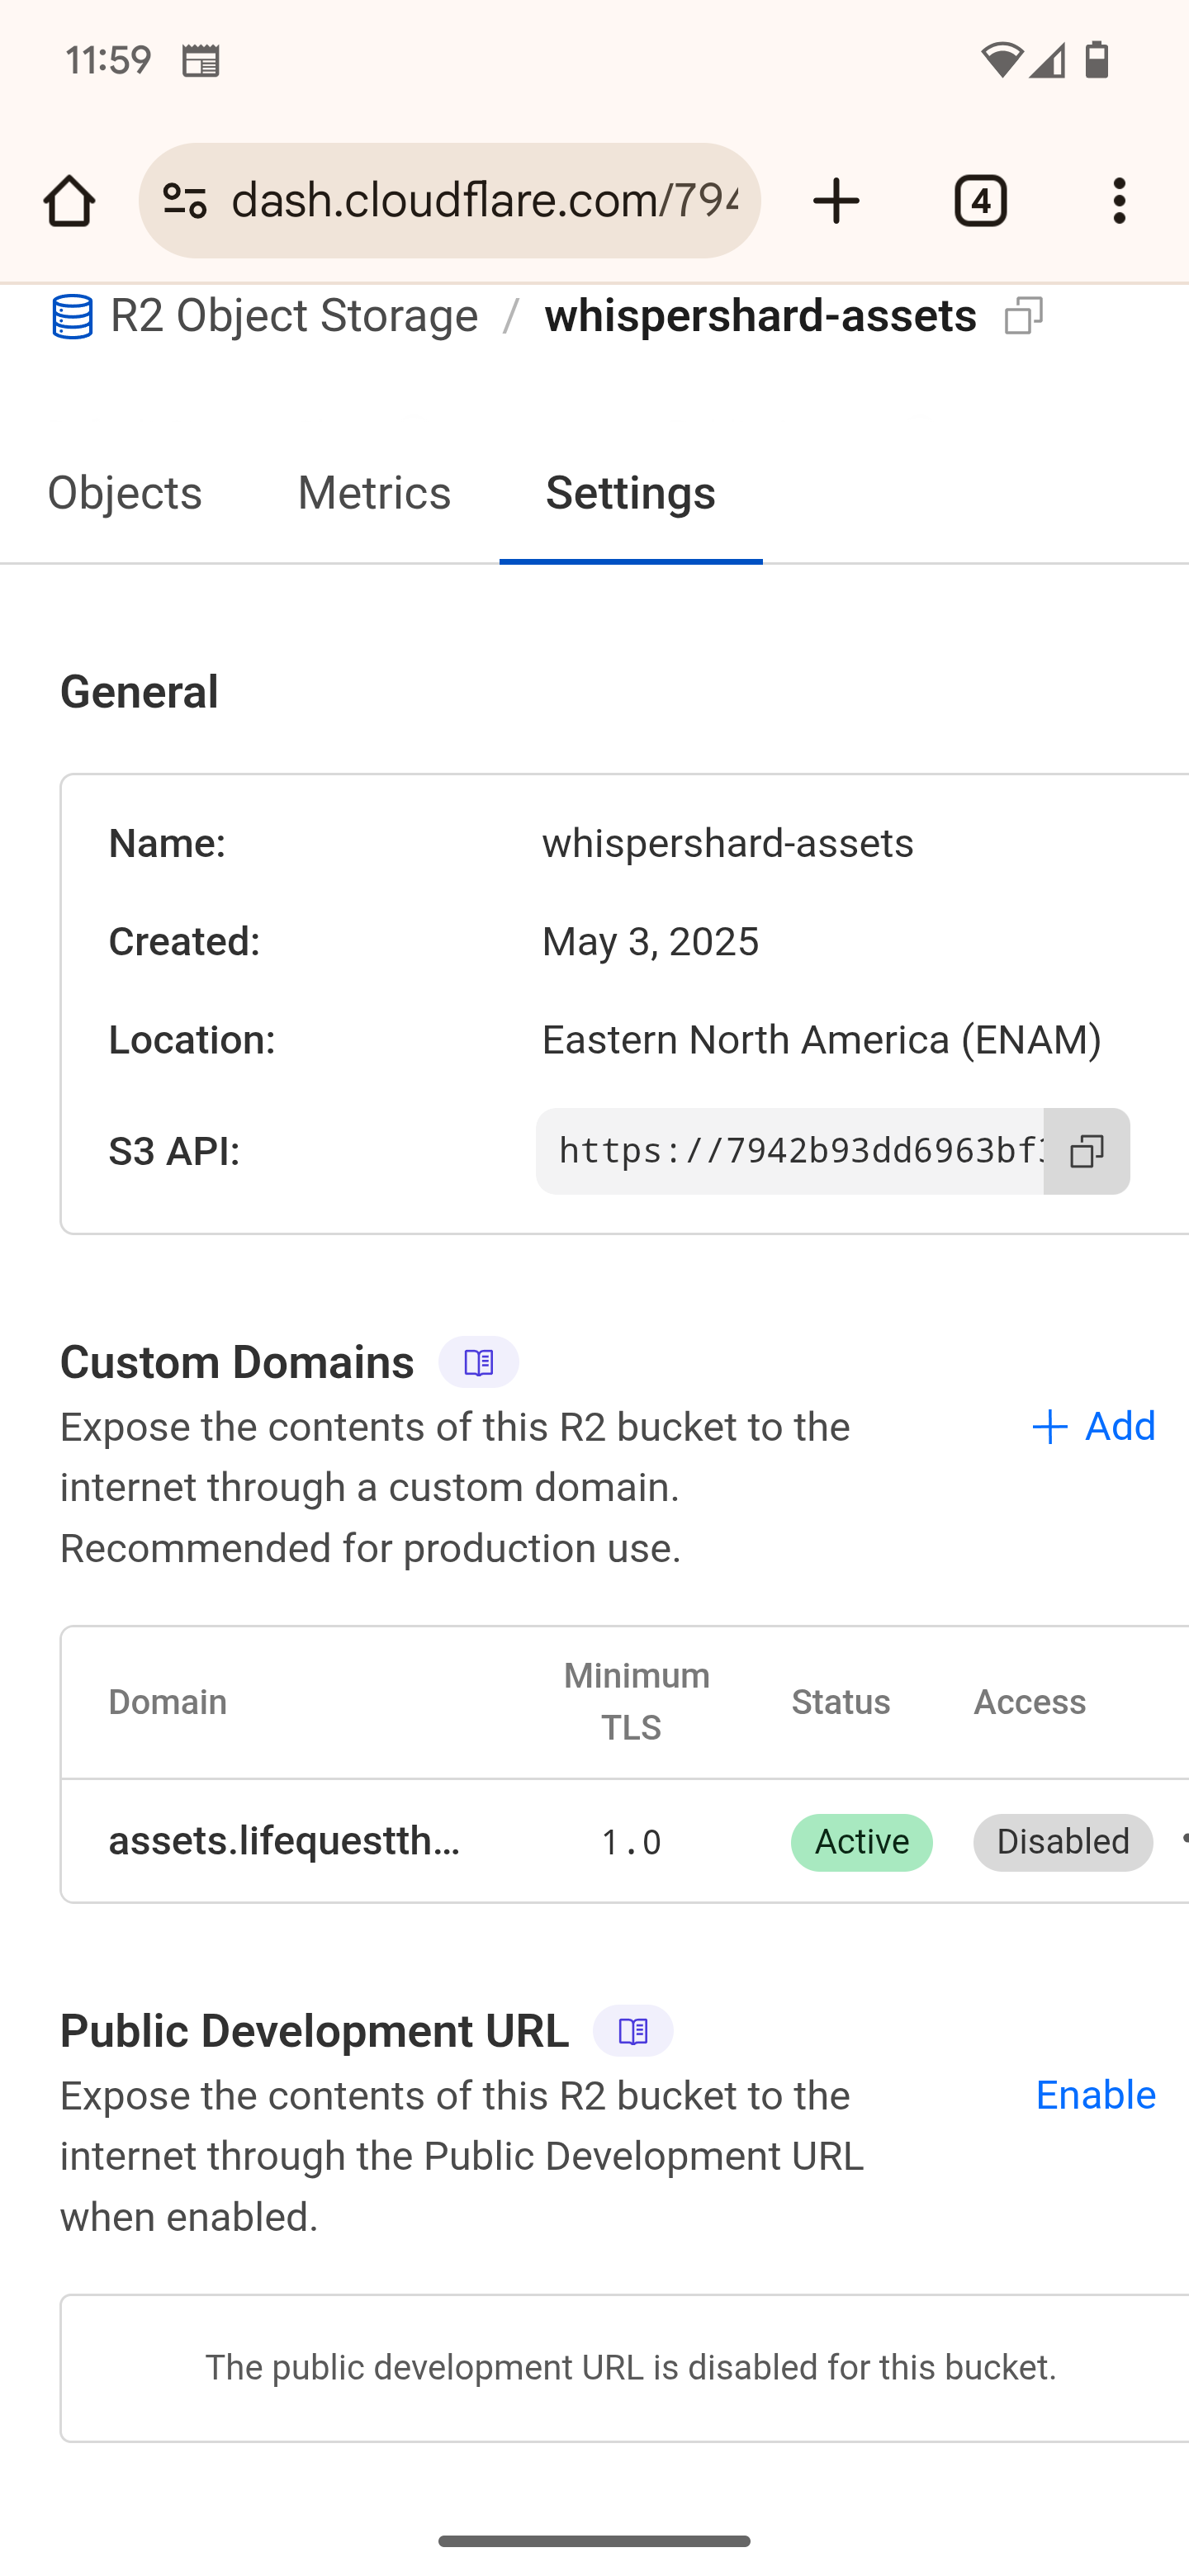 11:59
dash.cloudflare.com/794
4
R2 Object Storage / whispershard-assets
Objects Metrics Settings
General
Name: whispershard-assets
Created: May 3, 2025
Location: Eastern North America (ENAM)
S3 API: https://7942b93dd6963bf3
Custom Domains
Expose the contents of this R2 bucket to the
+ Add
internet through a custom domain.
Recommended for production use.
Domain Minimum TLS Status Access
assets.lifequestth... 1.0 Active Disabled
Public Development URL
Expose the contents of this R2 bucket to the
Enable
internet through the Public Development URL
when enabled.
The public development URL is disabled for this bucket.